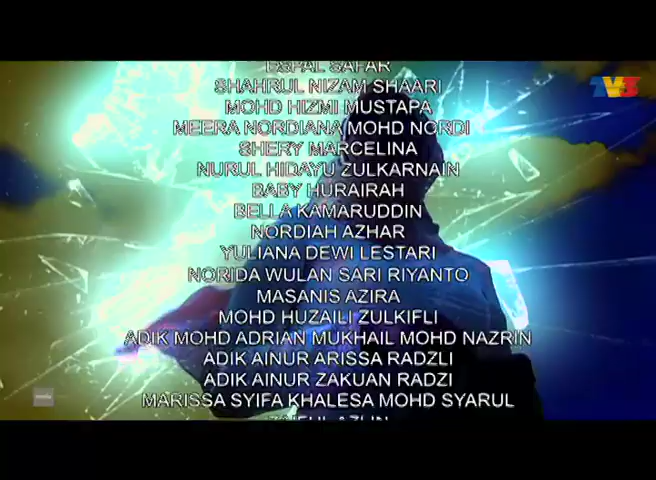 SAFAR
SHAHRUL NIZAM SHAARI
MOHD HIZMI MUSTAPA
MEERA NORDIANA MOHD NORDI
SHERY MARCELINA
NURUL HIDAYU ZULKARNAIN
BABY HURAIRAH
BELLA KAMARUDDIN
NORDIAH AZHAR
YULIANA DEWI LESTARI
NORIDA WULAN SARI RIYANTO
MASANIS AZIRA
MOHD HUZAILI ZULKIFLI
ADIK MOHD ADRIAN MUKHAIL MOHD NAZRIN
ADIK AINUR ARISSA RADZLI
ADIK AINUR ZAKUAN RADZI
MARISSA SYIFA KHALESA MOHD SYARUL
TV3